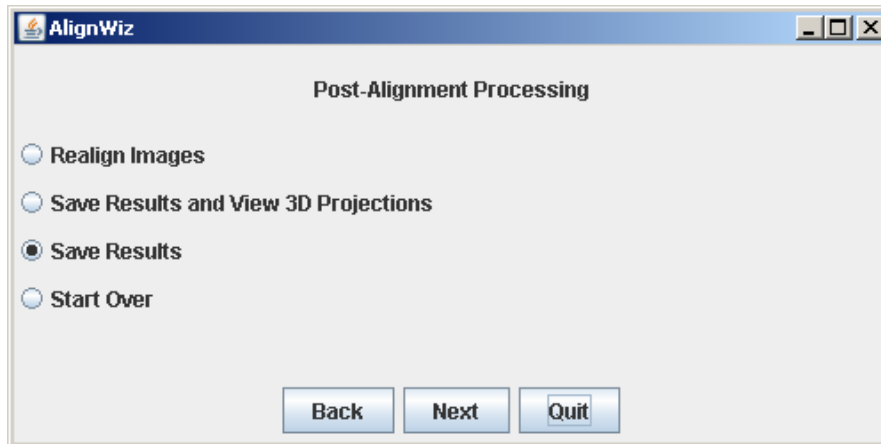 AlignWiz
Post-Alignment Processing
Realign Images
Save Results and View 3D Projections
Save Results
Start Over
Back Next Quit